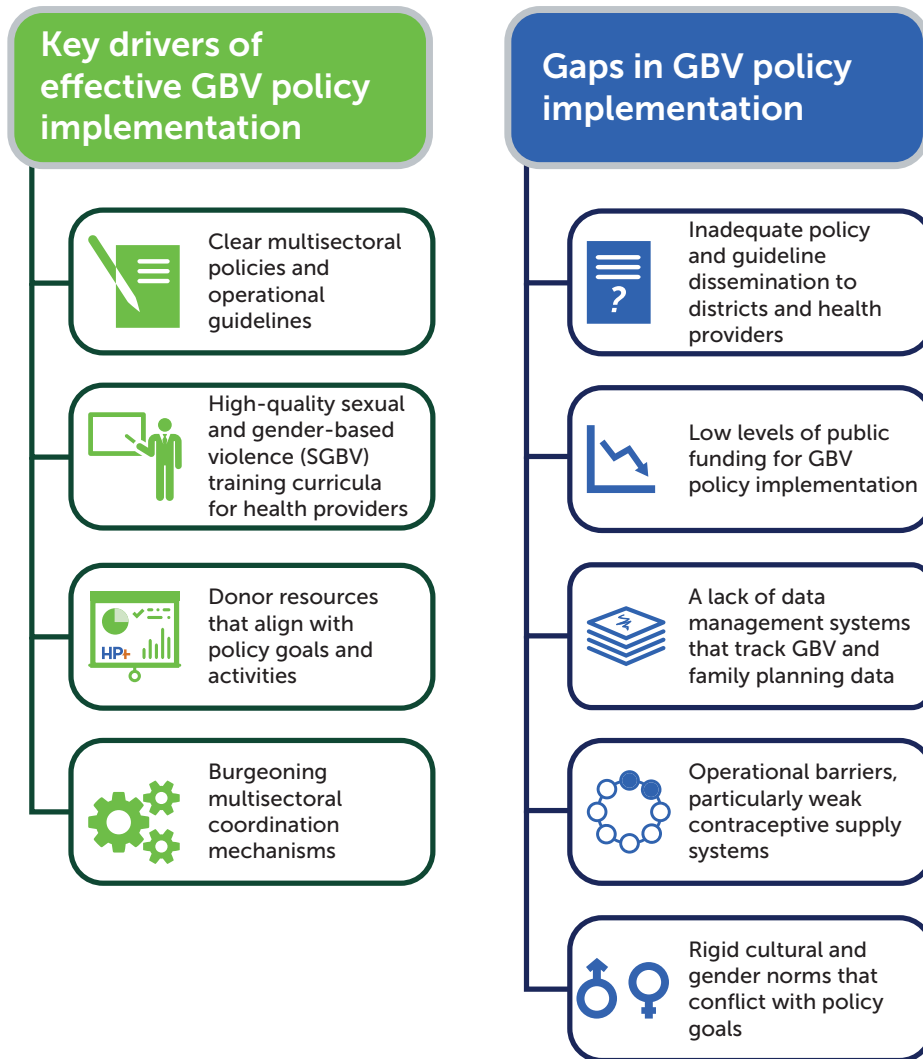 Key drivers of
effective GBV policy
implementation
Clear multisectoral
policies and
operational
guidelines
High-quality sexual
and gender-based
violence (SGBV)
training curricula
for health providers
HP+
Donor resources
that align with
policy goals and
activities
Burgeoning
multisectoral
coordination
mechanisms
Gaps in GBV policy
implementation
?
Inadequate policy
and guideline
dissemination to
districts and health
providers
Low levels of public
funding for GBV
policy implementation
A lack of data
management systems
that track GBV and
family planning data
Operational barriers,
particularly weak
contraceptive supply
systems
Rigid cultural and
gender norms that
conflict with policy
goals